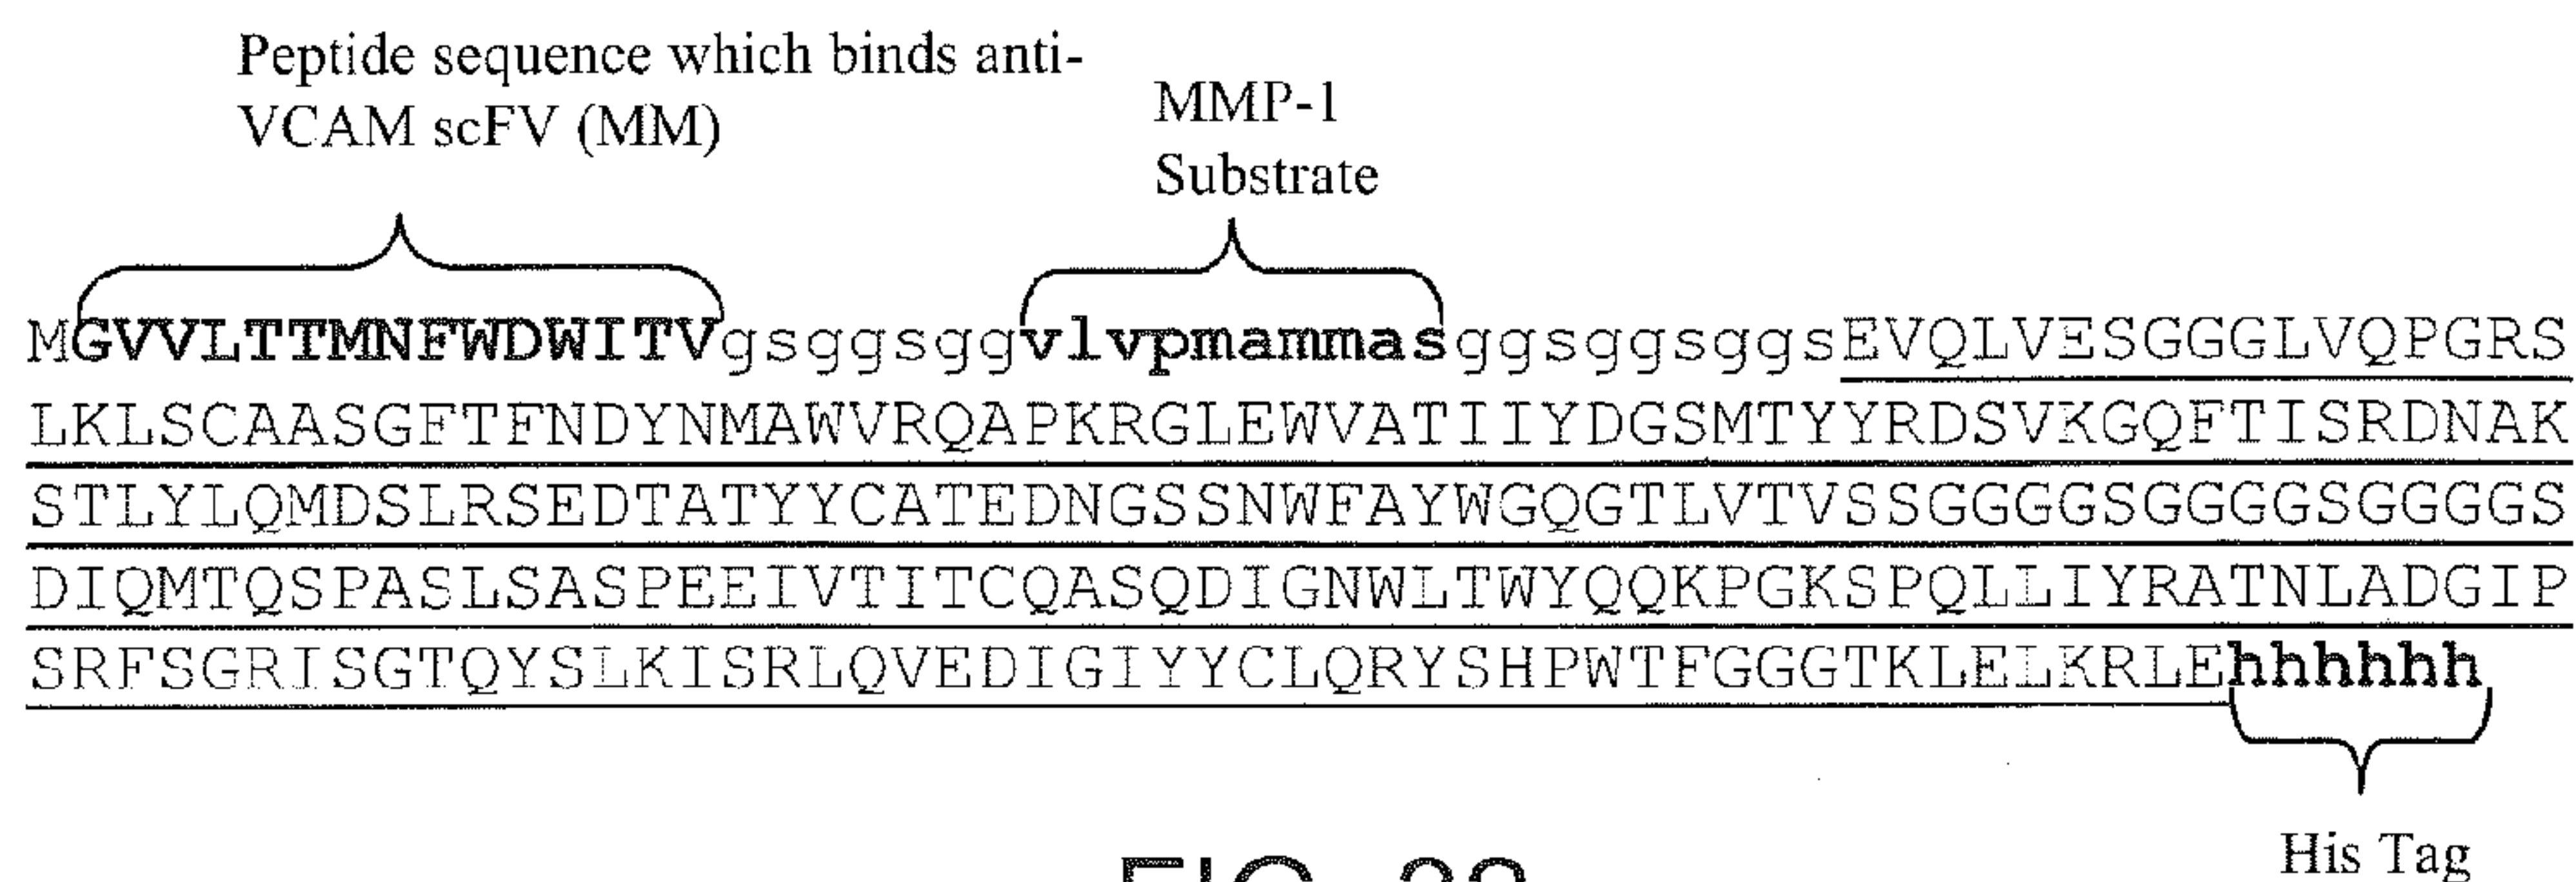 Peptide sequence which binds anti-
VCAM scFV (MM)
MMP-1
Substrate
MGVVLTTMNFWDWITVgsggsggvlvpmammasggsggsggsEVQLVESGGGLVQPGRS
LKLSCAASGFTFNDYNMAWVRQAPKRGLEWVATIIYDGSMTYYRDSVKGQFTISRDNAK
STLYLQMDSLRSEDTATYYCATEDNGSSNWFAYWGQGTLVTVSSGGGGSGGGGSGGGGS
DIQMTQSPASLSASPEEIVTITCQASQDIGNWLTWYQQKPGKSPQLLIYRATNLADGIP
SRFSGRISGTQYSLKISRLQVEDIGIYYCLQRYSHPWTFGGGTKLELKRLEhhhhhh
His Tag